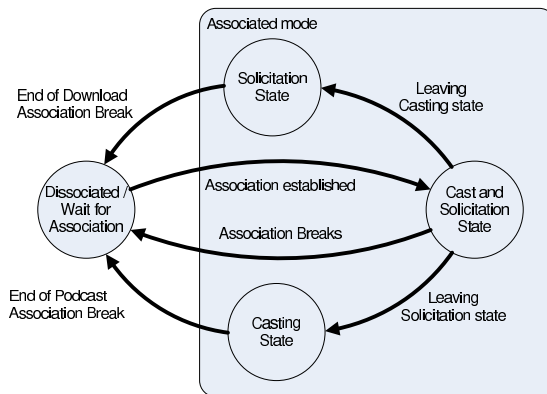 Associated mode
Solicitation
State
Leaving
Casting state
End of Download
Association Break
Dissociated /
Wait for
Association
Association established
Cast and
Solicitation
State
Association Breaks
End of Podcast
Association Break
Casting
State
Leaving
Solicitation state